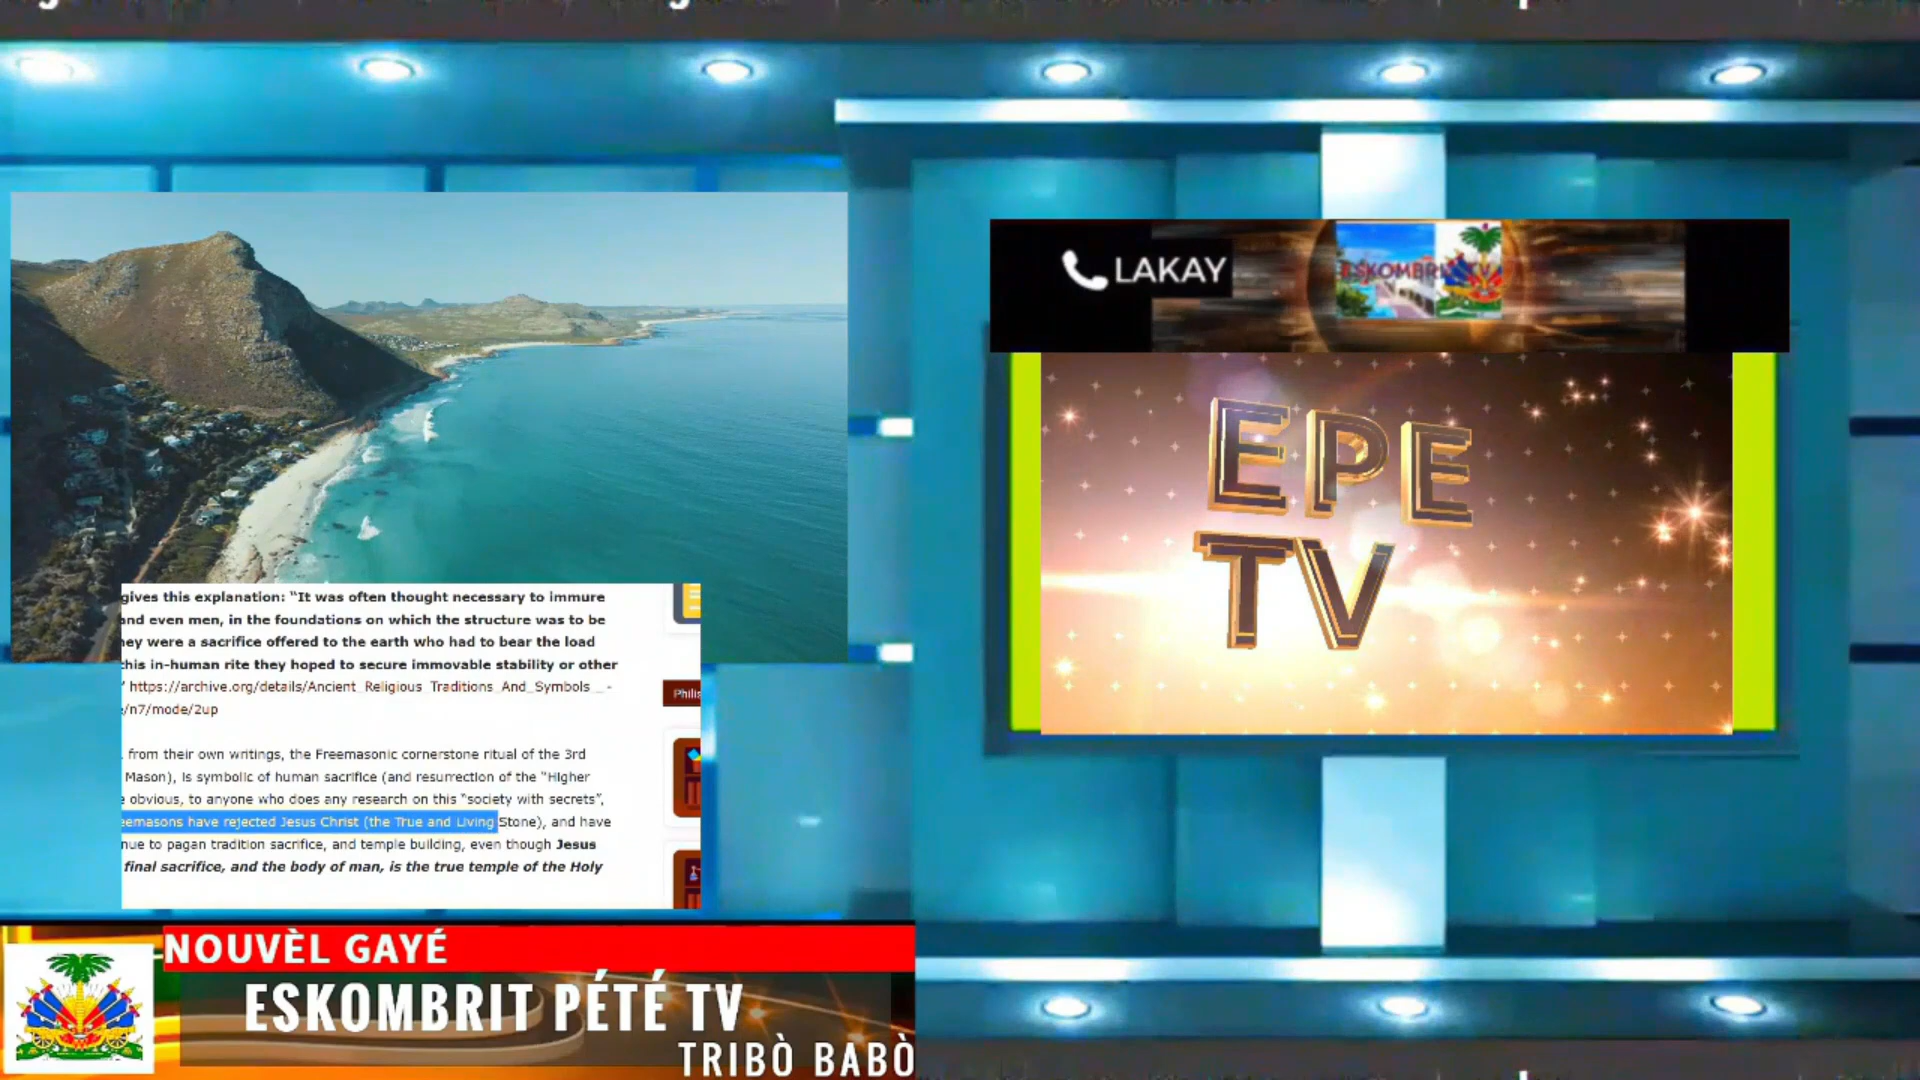 LAKAY
ESKOMBRIT TV
EPE
TV
gives this explanation: “It was often thought necessary to immure
and even men, in the foundations on which the structure was to be
hey were a sacrifice offered to the earth who had to bear the load
this in-human rite they hoped to secure immovable stability or other
” https://archive.org/details/Ancient_Religious_Traditions_And_Symbols_-
/n7/mode/2up
Philis
from their own writings, the Freemasonic cornerstone ritual of the 3rd
Mason), is symbolic of human sacrifice (and resurrection of the “Higher
e obvious, to anyone who does any research on this “society with secrets”,
eemasons have rejected Jesus Christ (the True and Living Stone), and have
nue to pagan tradition sacrifice, and temple building, even though Jesus
final sacrifice, and the body of man, is the true temple of the Holy
NOUVÈL GAYÉ
ESKOMBRIT PÉTÉ TV
TRIBÒ BABÒ